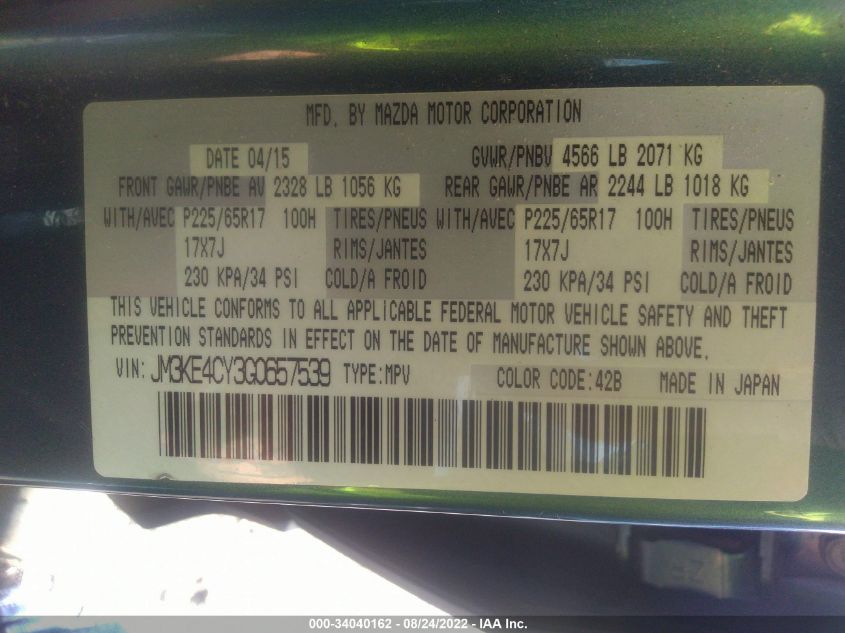 MFD. BY MAZDA MOTOR CORPORATION
DATE 04/15 GVWR/PNBV 4566 LB 2071 KG
FRONT GAWR/PNBE AV 2328 LB 1056 KG REAR GAWR/PNBE AR 2244 LB 1018 KG
WITH/AVEC P225/65R17 100H TIRES/PNEUS WITH/AVEC P225/65R17 100H TIRES/PNEUS
17X7J RIMS/JANTES 17X7J RIMS/JANTES
230 KPA/34 PSI COLD/A FROID 230 KPA/34 PSI COLD/A FROID
THIS VEHICLE CONFORMS TO ALL APPLICABLE FEDERAL MOTOR VEHICLE SAFETY AND THEFT
PREVENTION STANDARDS IN EFFECT ON THE DATE OF MANUFACTURE SHOWN ABOVE.
VIN: JM3KE4CY3G0657539 TYPE:MPV COLOR CODE:42B MADE IN JAPAN
000-34040162 - 08/24/2022 - IAA Inc.